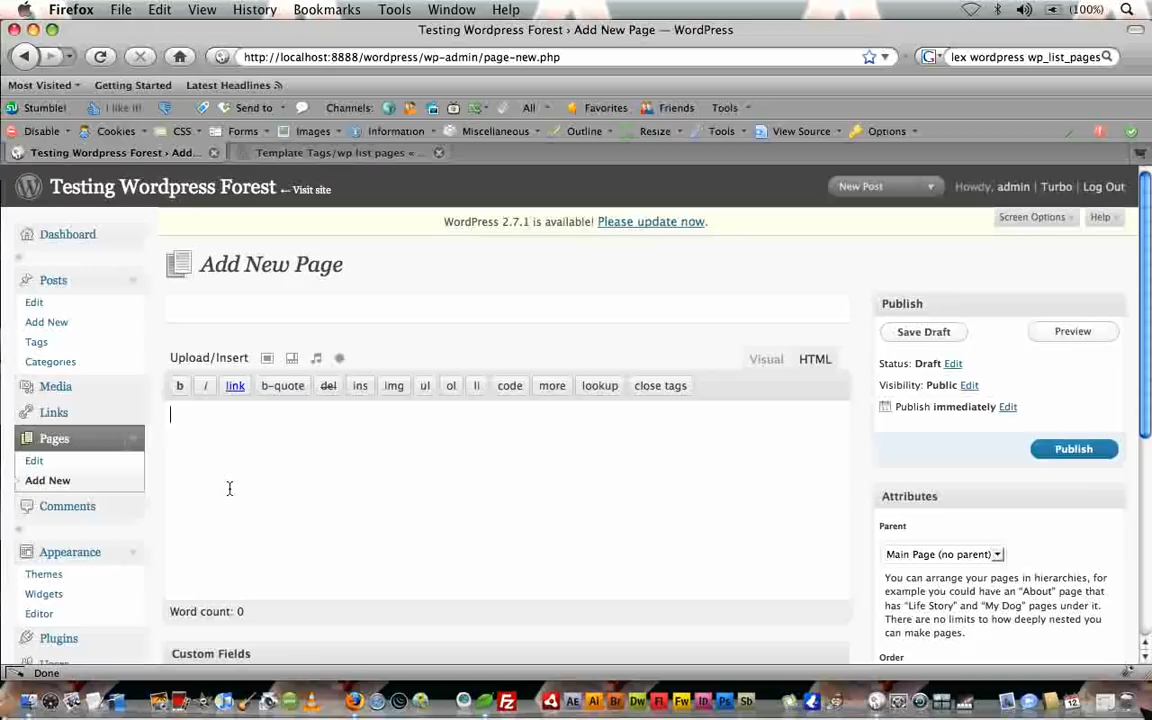 Firefox File Edit View History Bookmarks Tools Window Help (100%)
Testing Wordpress Forest › Add New Page — WordPress
http://localhost:8888/wordpress/wp-admin/page-new.php lex wordpress wp_list_pages
Most Visited Getting Started Latest Headlines
Stumble! I like it! Send to Channels: All Favorites Friends Tools
Disable Cookies CSS Forms Images Information Miscellaneous Outline Resize Tools View Source Options
Testing Wordpress Forest › Add... Template Tags/wp list pages « ...
Testing Wordpress Forest ← Visit site New Post Howdy, admin | Turbo | Log Out
WordPress 2.7.1 is available! Please update now. Screen Options Help
Dashboard
Posts
Edit
Add New
Tags
Categories
Media
Links
Pages
Edit
Add New
Comments
Appearance
Themes
Widgets
Editor
Plugins
Add New Page
Upload/Insert Visual HTML
b i link b-quote del ins img ul ol li code more lookup close tags
Word count: 0
Custom Fields
Publish
Save Draft Preview
Status: Draft Edit
Visibility: Public Edit
Publish immediately Edit
Publish
Attributes
Parent
Main Page (no parent)
You can arrange your pages in hierarchies, for
example you could have an “About” page that
has “Life Story” and “My Dog” pages under it.
There are no limits to how deeply nested you
can make pages.
Order
Done
AE Ai Br Dw Fl Fw Id Ps Sb 12